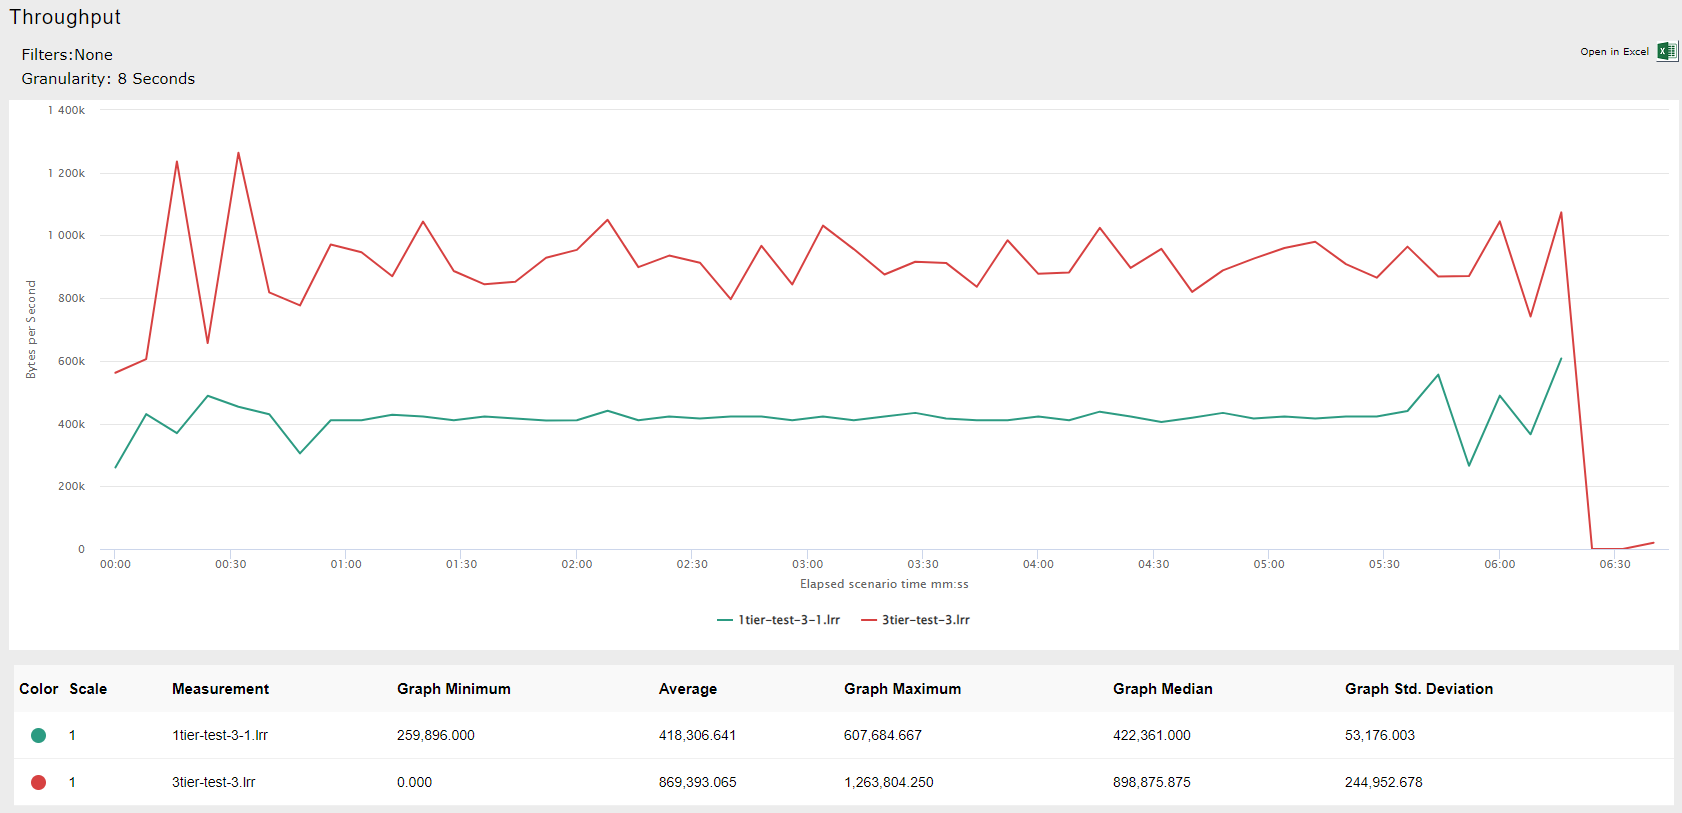 Throughput
Filters:None
Open in Excel
Granularity: 8 Seconds
1 400k
1 200k
1 000k
800k
600k
400k
200k
0
Bytes per Second
00:00 00:30 01:00 01:30 02:00 02:30 03:00 03:30 04:00 04:30 05:00 05:30 06:00 06:30
Elapsed scenario time mm:ss
1tier-test-3-1.lrr 3tier-test-3.lrr
Color Scale Measurement Graph Minimum Average Graph Maximum Graph Median Graph Std. Deviation
1 1tier-test-3-1.lrr 259,896.000 418,306.641 607,684.667 422,361.000 53,176.003
1 3tier-test-3.lrr 0.000 869,393.065 1,263,804.250 898,875.875 244,952.678